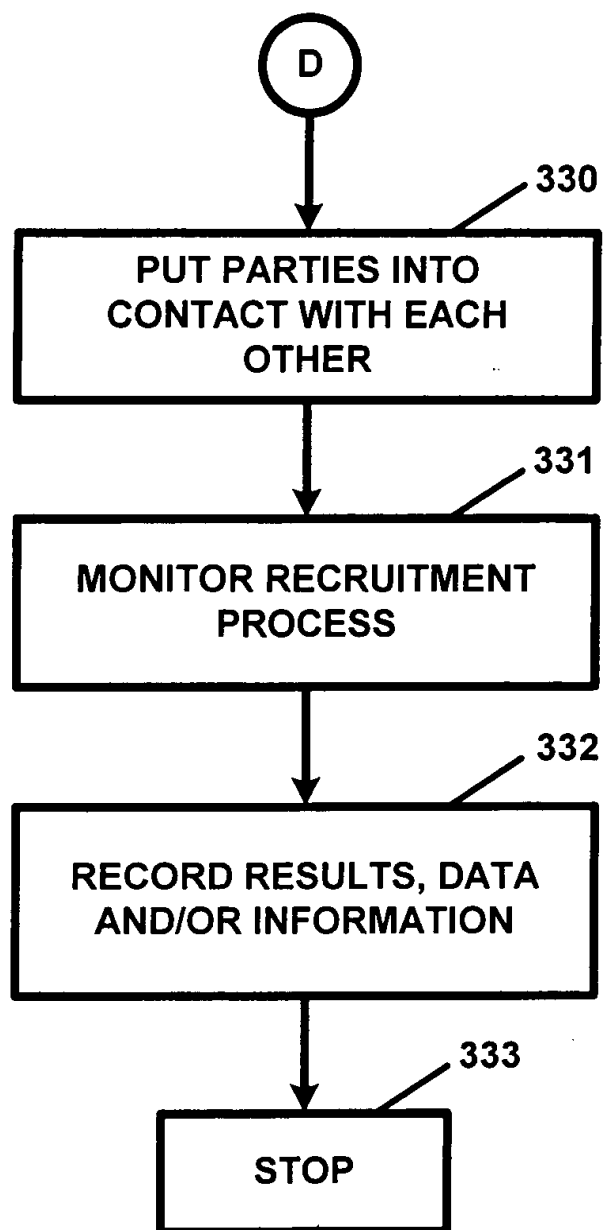 D
330
PUT PARTIES INTO
CONTACT WITH EACH
OTHER
331
MONITOR RECRUITMENT
PROCESS
332
RECORD RESULTS, DATA
AND/OR INFORMATION
333
STOP